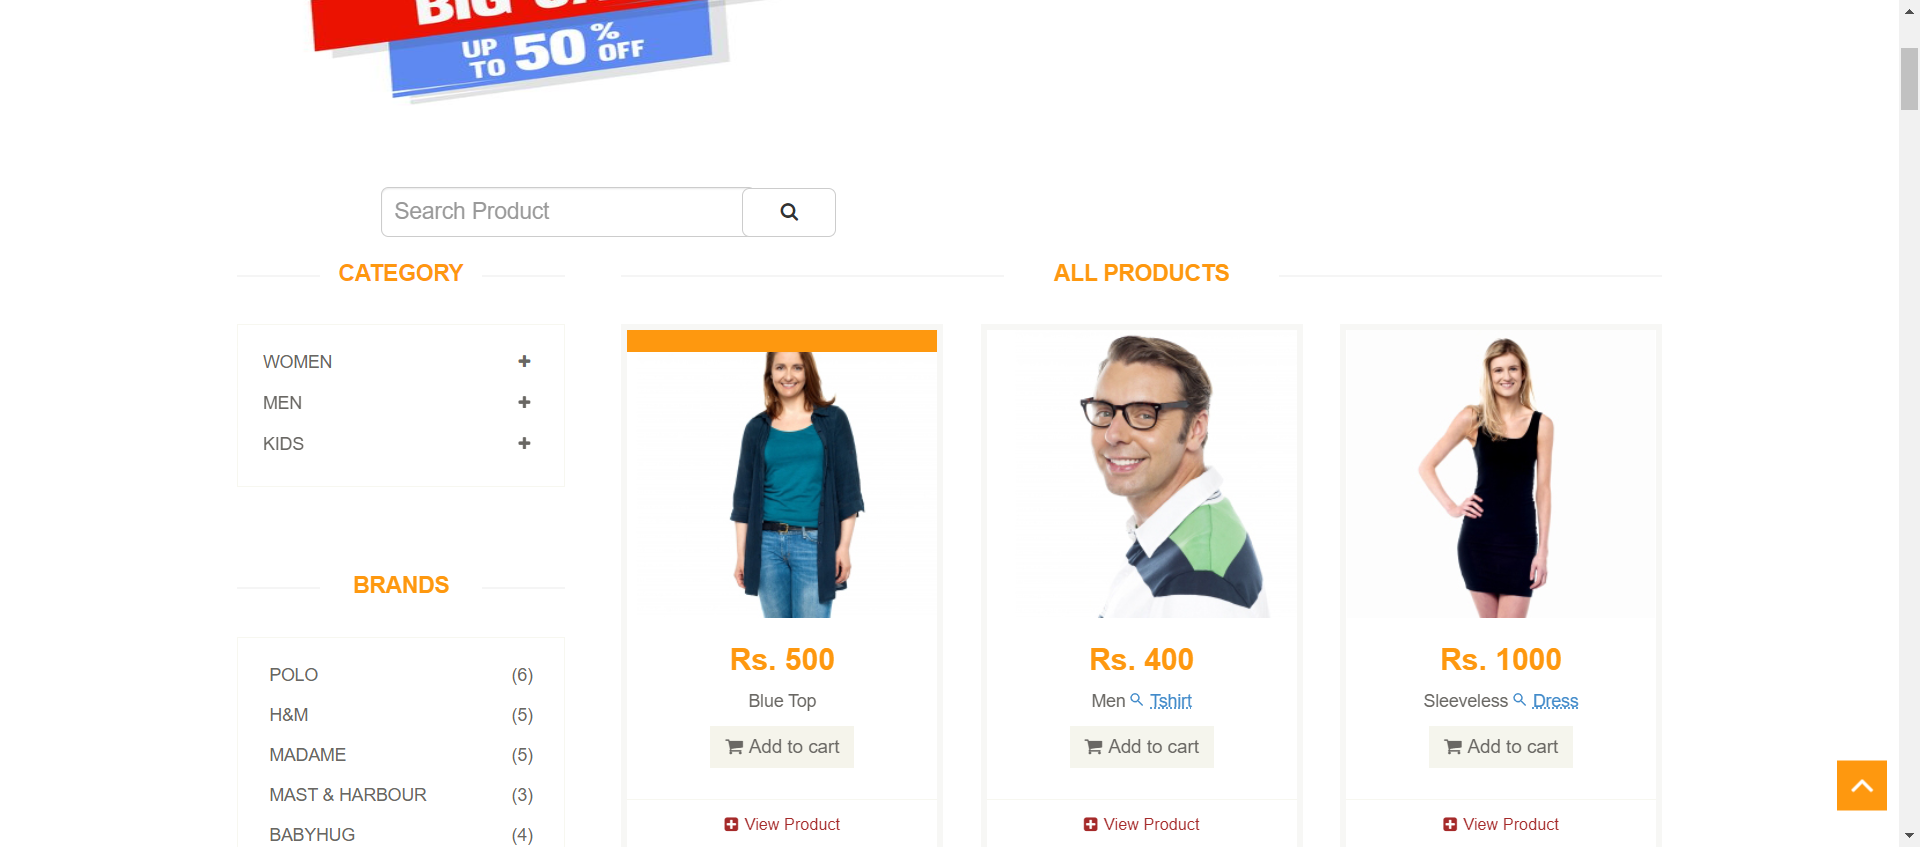 BIG
UP TO 50% OFF
Search Product
CATEGORY
WOMEN
MEN
KIDS
BRANDS
POLO (6)
H&M (5)
MADAME (5)
MAST & HARBOUR (3)
BABYHUG (4)
ALL PRODUCTS
Rs. 500
Blue Top
Add to cart
View Product
Rs. 400
Men Tshirt
Add to cart
View Product
Rs. 1000
Sleeveless Dress
Add to cart
View Product